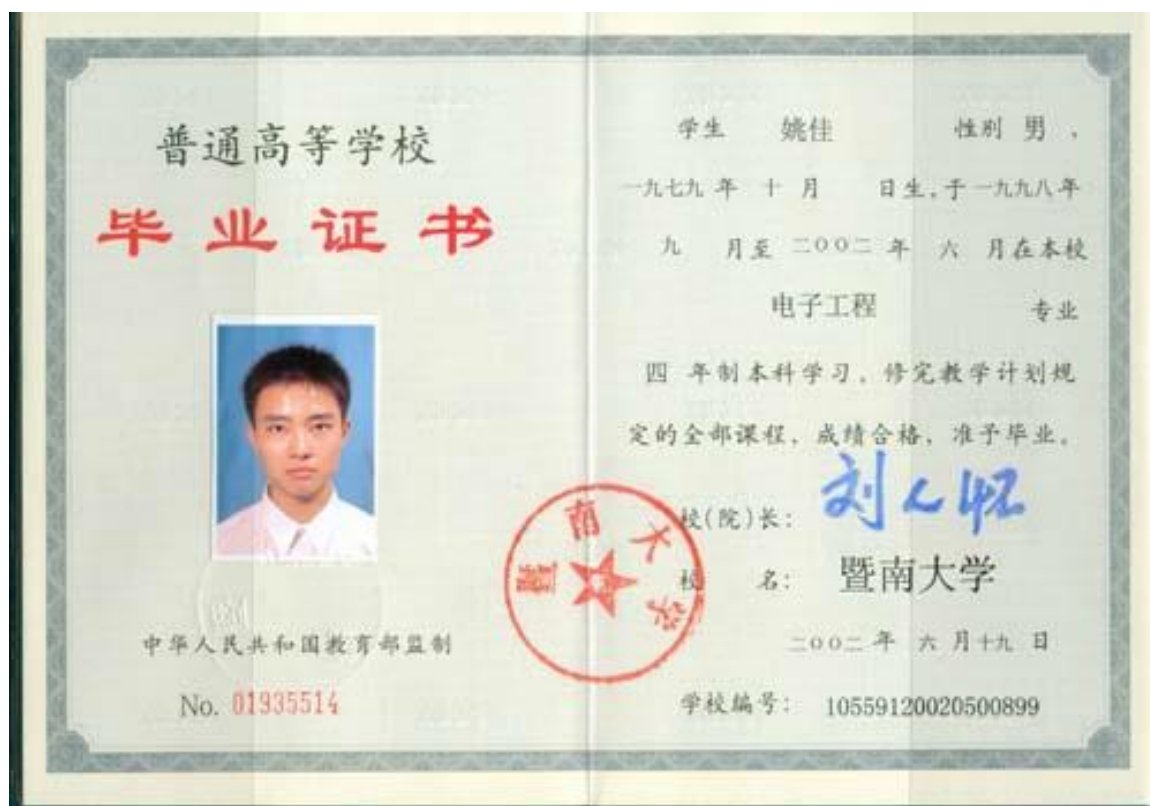 普通高等学校
毕业证书
中华人民共和国教育部监制
No. 01935514
学生 姚佳 性别 男 ,
一九七九 年 十 月 日生,于 一九九八 年
九 月至 二〇〇二 年 六 月在本校
电子工程 专业
四 年制本科学习,修完教学计划规
定的全部课程,成绩合格,准予毕业。
校(院)长: 刘人怀
校 名: 暨南大学
二〇〇二 年 六 月十九 日
学校编号: 10559120020500899
暨南大学